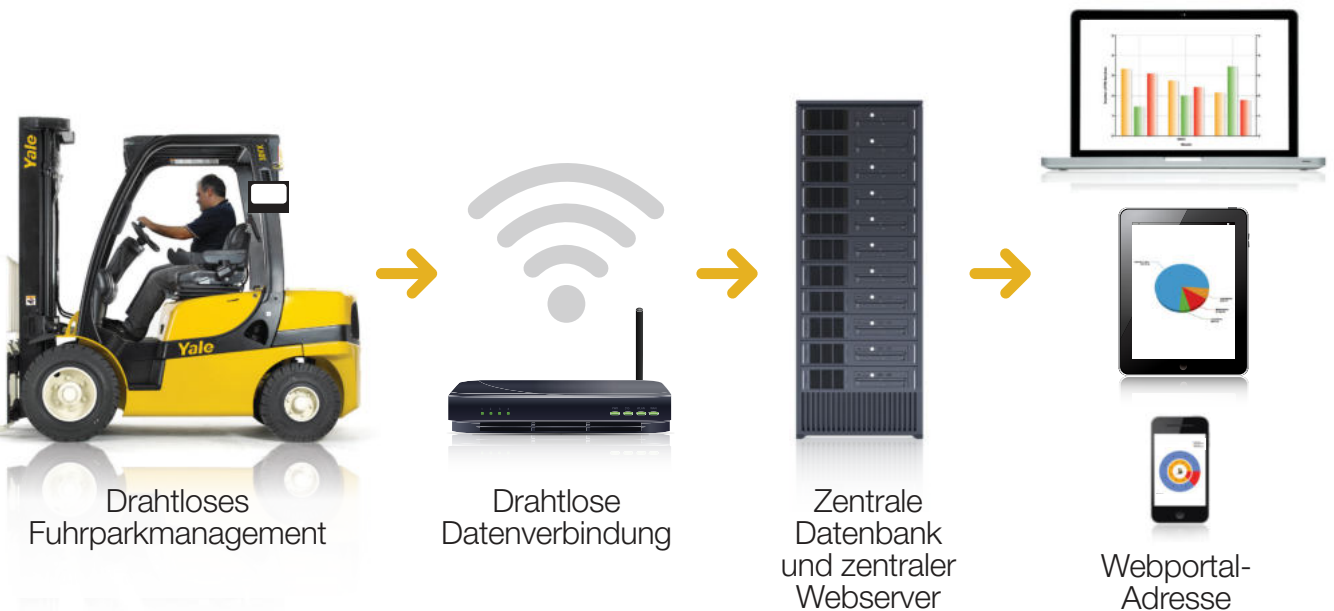 Yale
Yale
Drahtloses
Fuhrparkmanagement
Drahtlose
Datenverbindung
Zentrale
Datenbank
und zentraler
Webserver
Webportal-
Adresse